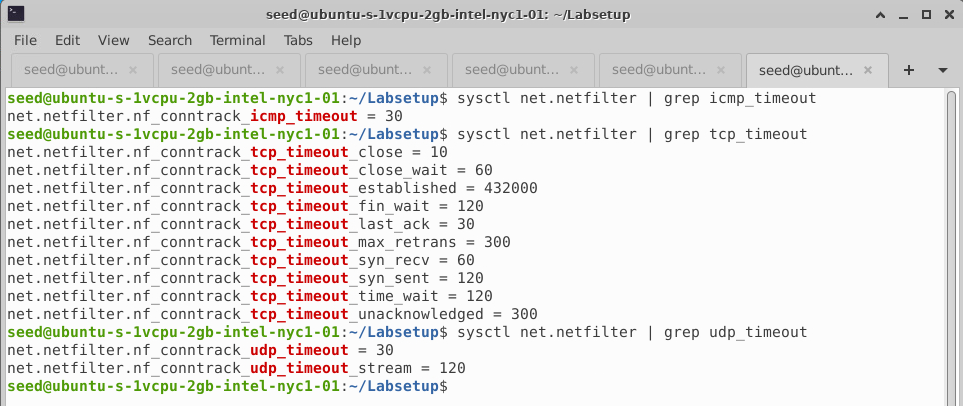 seed@ubuntu-s-1vcpu-2gb-intel-nyc1-01: ~/Labsetup
File Edit View Search Terminal Tabs Help
seed@ubunt... × seed@ubunt... × seed@ubunt... × seed@ubunt... × seed@ubunt... × seed@ubunt... ×
seed@ubuntu-s-1vcpu-2gb-intel-nyc1-01:~/Labsetup$ sysctl net.netfilter | grep icmp_timeout
net.netfilter.nf_conntrack_icmp_timeout = 30
seed@ubuntu-s-1vcpu-2gb-intel-nyc1-01:~/Labsetup$ sysctl net.netfilter | grep tcp_timeout
net.netfilter.nf_conntrack_tcp_timeout_close = 10
net.netfilter.nf_conntrack_tcp_timeout_close_wait = 60
net.netfilter.nf_conntrack_tcp_timeout_established = 432000
net.netfilter.nf_conntrack_tcp_timeout_fin_wait = 120
net.netfilter.nf_conntrack_tcp_timeout_last_ack = 30
net.netfilter.nf_conntrack_tcp_timeout_max_retrans = 300
net.netfilter.nf_conntrack_tcp_timeout_syn_recv = 60
net.netfilter.nf_conntrack_tcp_timeout_syn_sent = 120
net.netfilter.nf_conntrack_tcp_timeout_time_wait = 120
net.netfilter.nf_conntrack_tcp_timeout_unacknowledged = 300
seed@ubuntu-s-1vcpu-2gb-intel-nyc1-01:~/Labsetup$ sysctl net.netfilter | grep udp_timeout
net.netfilter.nf_conntrack_udp_timeout = 30
net.netfilter.nf_conntrack_udp_timeout_stream = 120
seed@ubuntu-s-1vcpu-2gb-intel-nyc1-01:~/Labsetup$